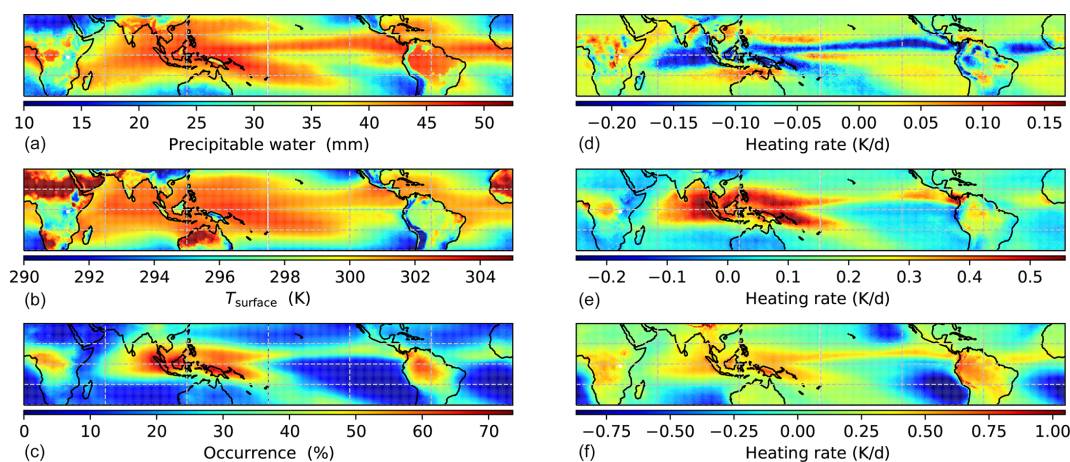 10 15 20 25 30 35 40 45 50
(a) Precipitable water (mm)
290 292 294 296 298 300 302 304
(b) Tsurface (K)
0 10 20 30 40 50 60 70
(c) Occurrence (%)
−0.20 −0.15 −0.10 −0.05 0.00 0.05 0.10 0.15
(d) Heating rate (K/d)
−0.2 −0.1 0.0 0.1 0.2 0.3 0.4 0.5
(e) Heating rate (K/d)
−0.75 −0.50 −0.25 0.00 0.25 0.50 0.75 1.00
(f) Heating rate (K/d)